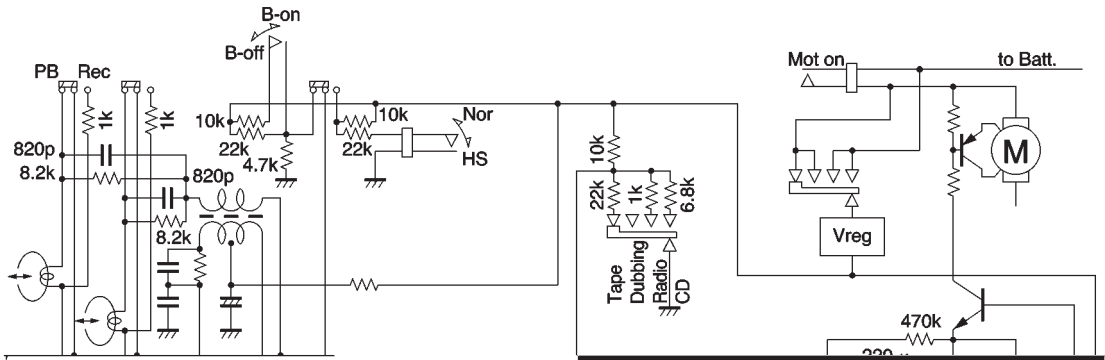 B-on
B-off
PB Rec
1k
1k
820p
8.2k
820p
8.2k
10k
22k
4.7k
10k
22k
Nor
HS
10k
22k
1k
6.8k
Tape
Dubbing
Radio
CD
Mot on
to Batt.
M
Vreg
470k